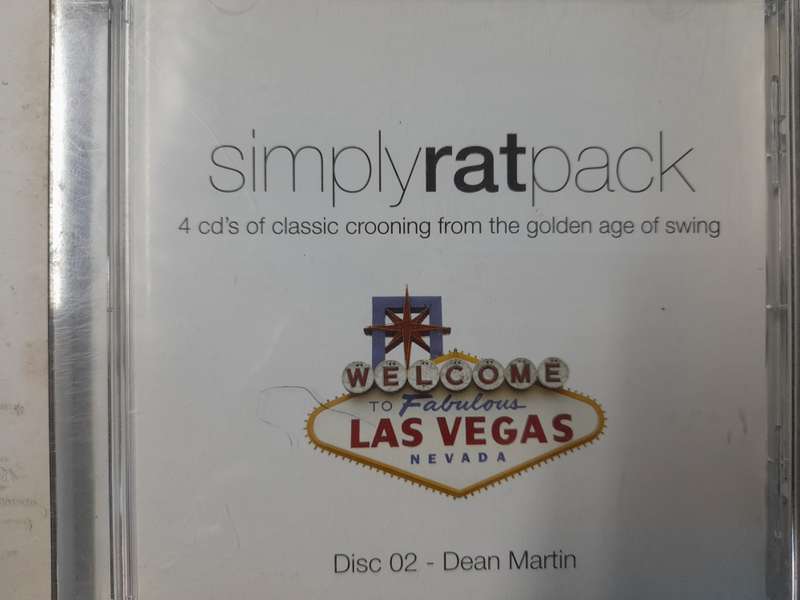 simplyratpack
4 cd's of classic crooning from the golden age of swing
WELCOME
TO Fabulous
LAS VEGAS
NEVADA
Disc 02 - Dean Martin